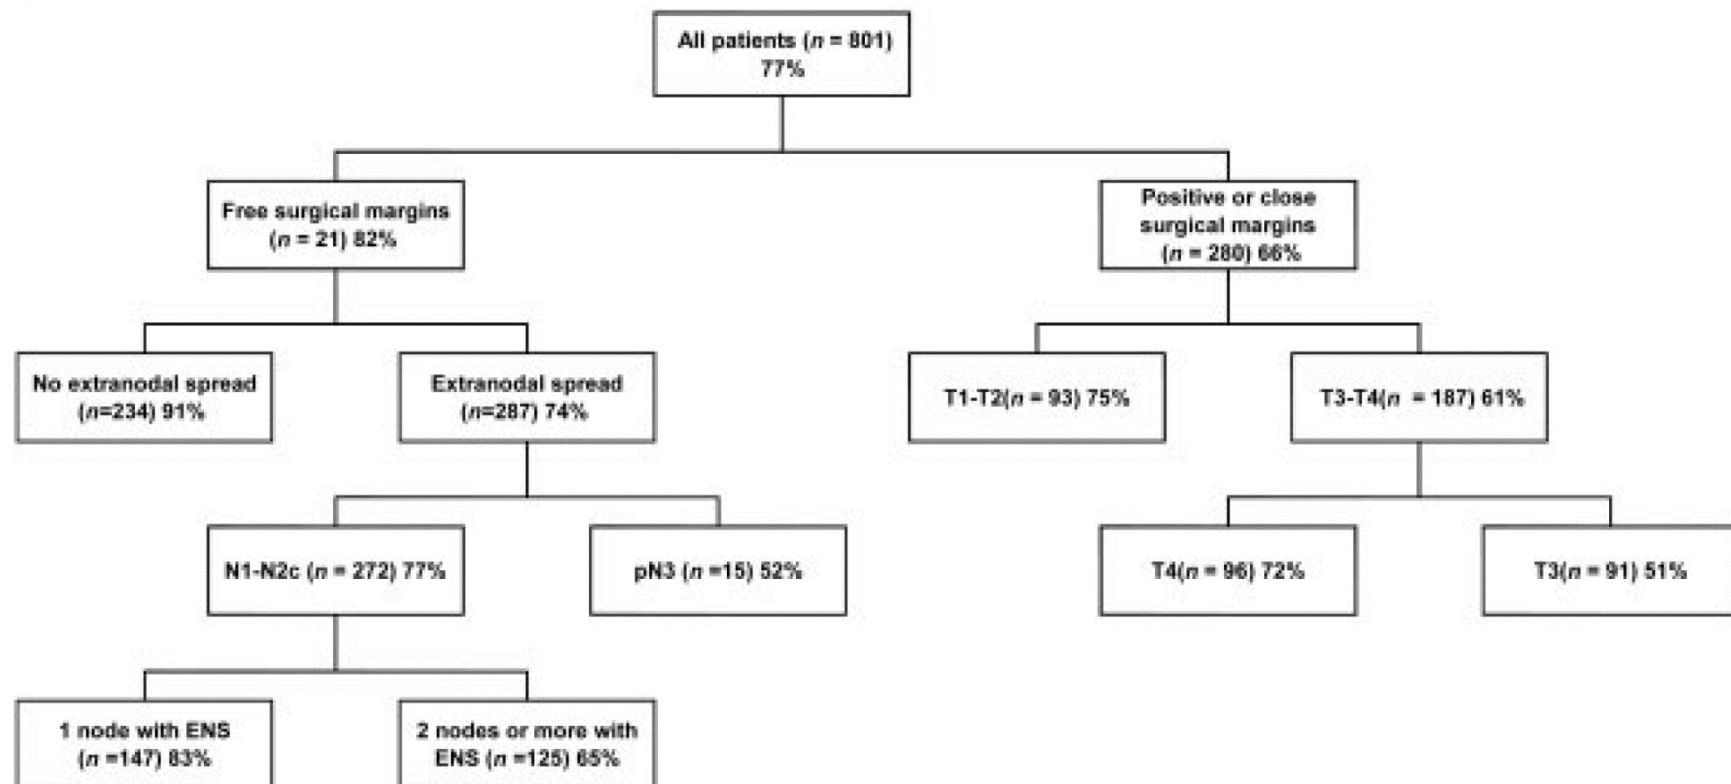 All patients (n = 801)
77%
Free surgical margins
(n = 21) 82%
Positive or close
surgical margins
(n = 280) 66%
No extranodal spread
(n=234) 91%
Extranodal spread
(n=287) 74%
T1-T2(n = 93) 75%
T3-T4(n = 187) 61%
N1-N2c (n = 272) 77%
pN3 (n =15) 52%
T4(n = 96) 72%
T3(n = 91) 51%
1 node with ENS
(n =147) 83%
2 nodes or more with
ENS (n =125) 65%